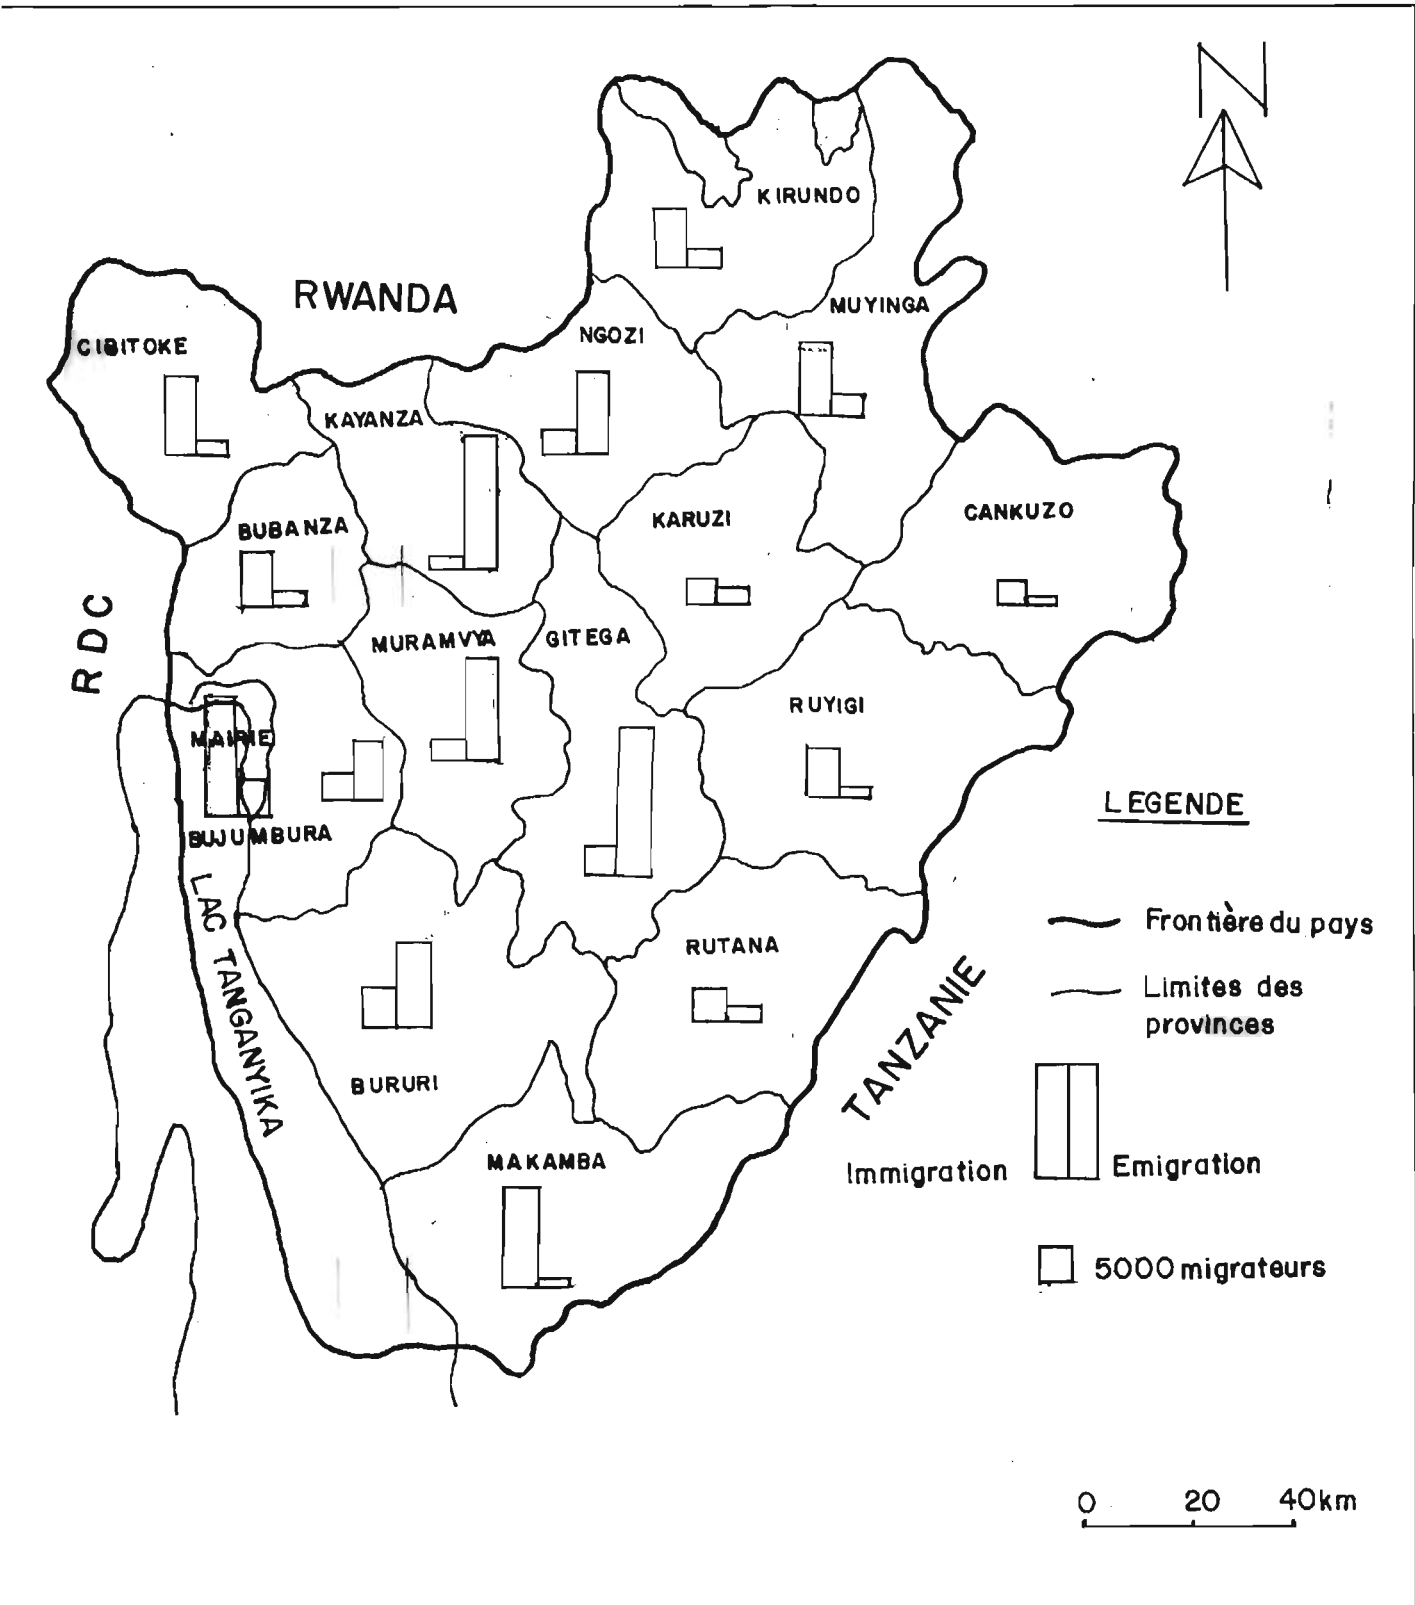 N
KIRUNDO
RWANDA
MUYINGA
NGOZI
CIBITOKE
KAYANZA
CANKUZO
KARUZI
BUBANZA
RDC
MURAMVYA
GITEGA
RUYIGI
MAIRIE
BUJUMBURA
LAC TANGANYIKA
RUTANA
TANZANIE
BURURI
MAKAMBA
LEGENDE
Frontière du pays
Limites des
provinces
Immigration
Emigration
5000 migrateurs
0 20 40km